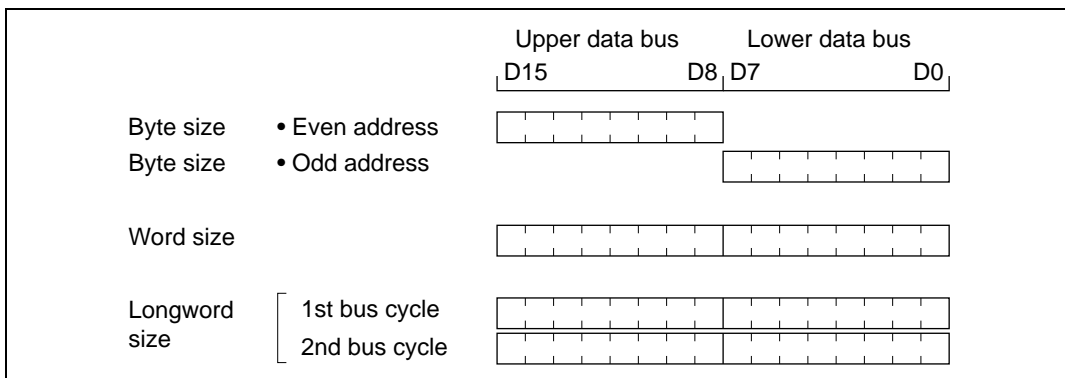 Upper data bus Lower data bus
D15 D8 D7 D0
Byte size • Even address
Byte size • Odd address
Word size
Longword size 1st bus cycle
2nd bus cycle